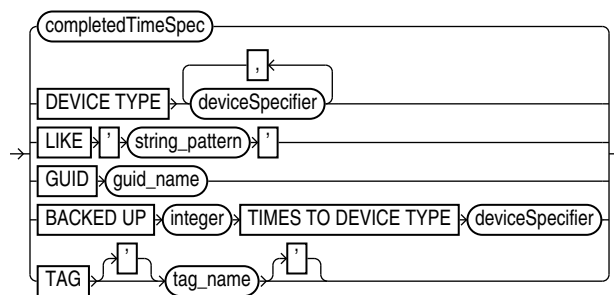 completedTimeSpec
,
DEVICE TYPE deviceSpecifier
LIKE ’ string_pattern ’
GUID guid_name
BACKED UP integer TIMES TO DEVICE TYPE deviceSpecifier
TAG ’ tag_name ’